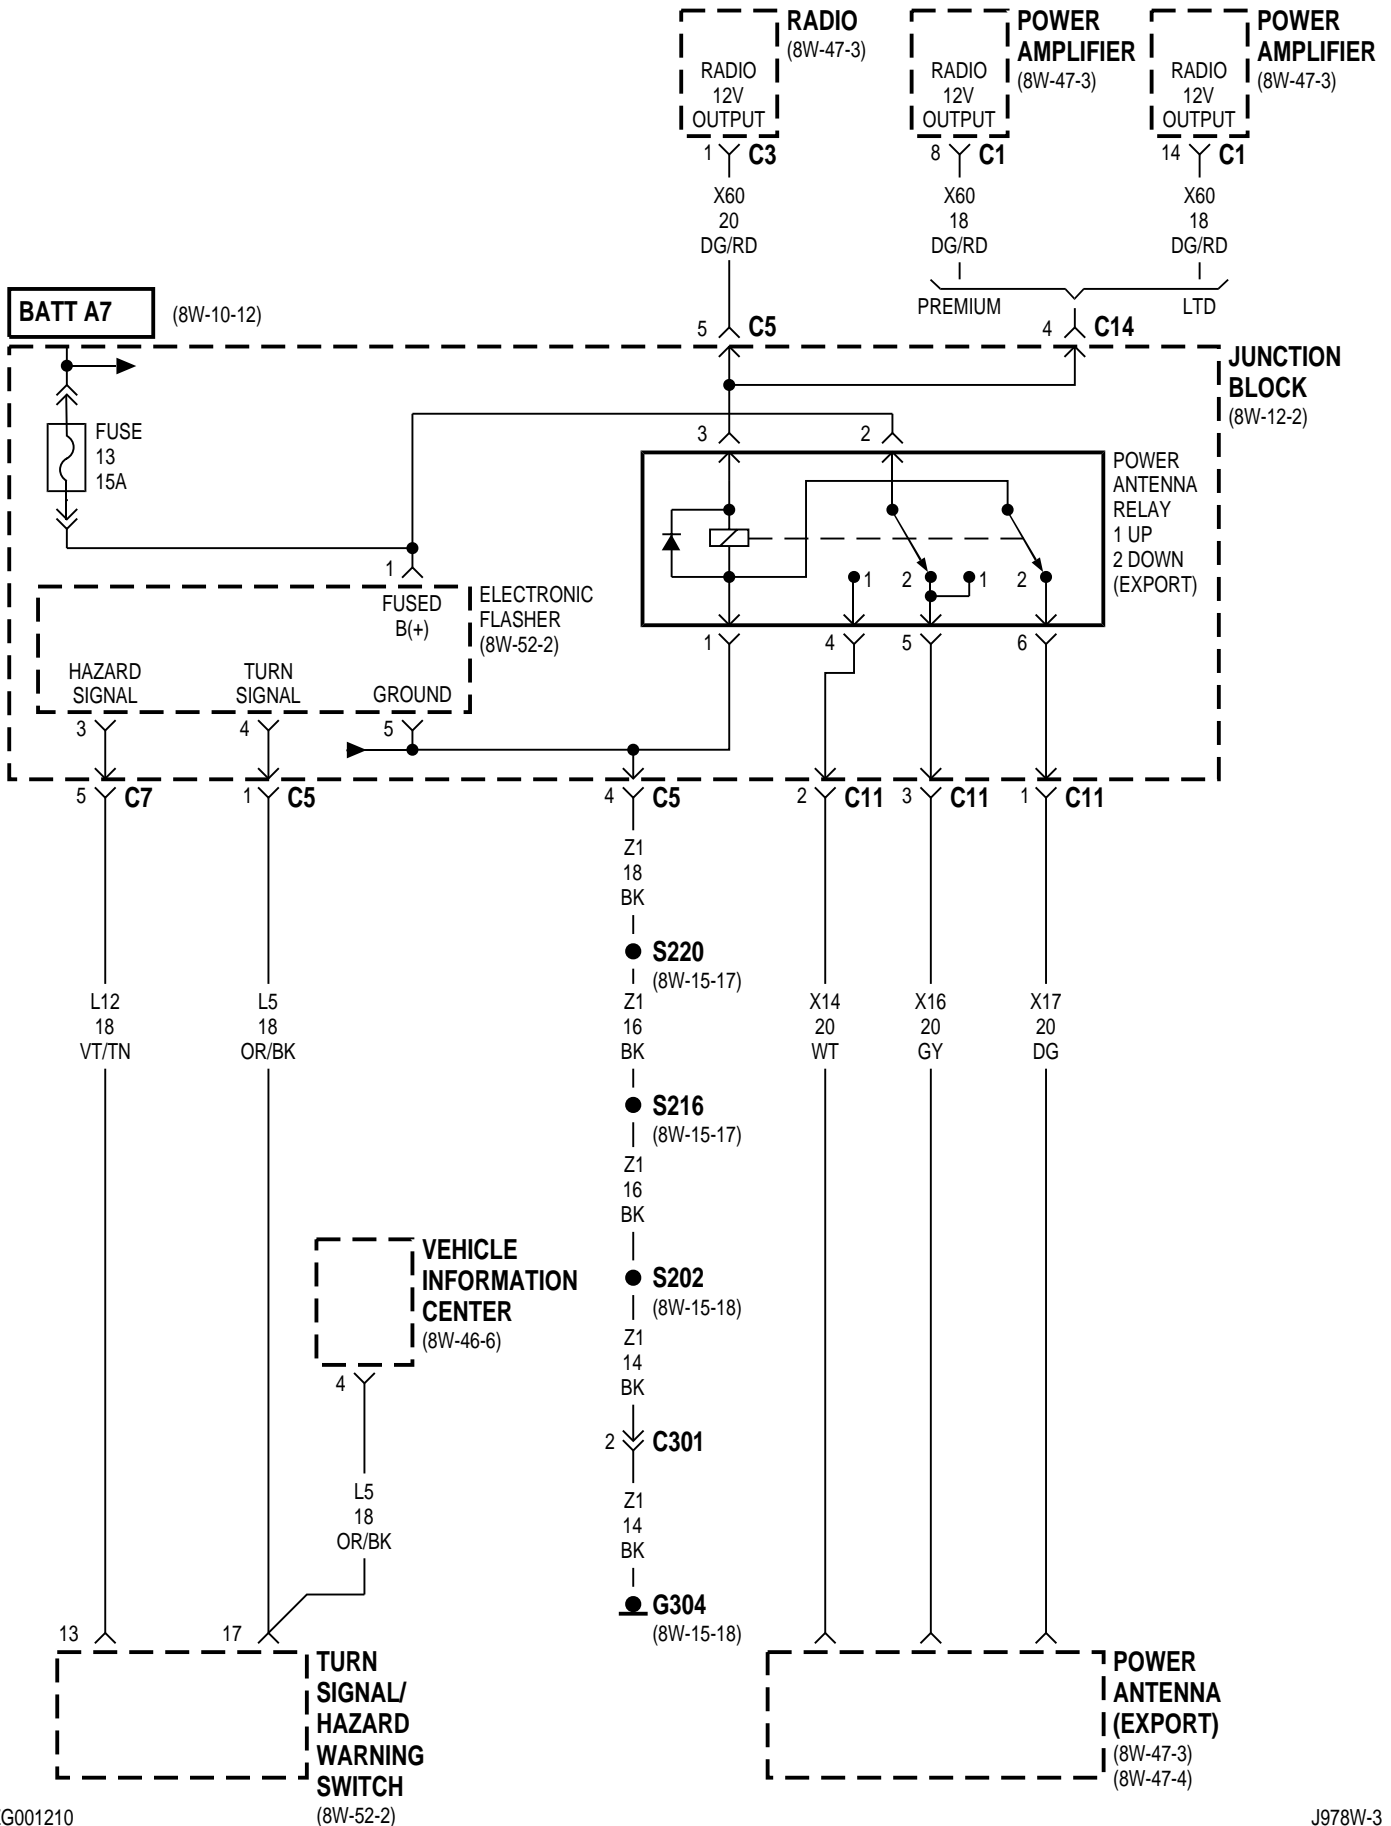 RADIO
(8W-47-3)
RADIO
12V
OUTPUT
1 C3
X60
20
DG/RD
POWER
AMPLIFIER
(8W-47-3)
RADIO
12V
OUTPUT
8 C1
X60
18
DG/RD
PREMIUM
POWER
AMPLIFIER
(8W-47-3)
RADIO
12V
OUTPUT
14 C1
X60
18
DG/RD
LTD
BATT A7 (8W-10-12)
5 C5
4 C14
JUNCTION
BLOCK
(8W-12-2)
FUSE
13
15A
3
2
POWER
ANTENNA
RELAY
1 UP
2 DOWN
(EXPORT)
1
2
1
2
1
4
5
6
1
FUSED
B(+)
ELECTRONIC
FLASHER
(8W-52-2)
HAZARD
SIGNAL
TURN
SIGNAL
GROUND
3
4
5
5 C7
1 C5
4 C5
2 C11
3 C11
1 C11
Z1
18
BK
S220
(8W-15-17)
Z1
16
BK
L12
18
VT/TN
L5
18
OR/BK
X14
20
WT
X16
20
GY
X17
20
DG
S216
(8W-15-17)
Z1
16
BK
VEHICLE
INFORMATION
CENTER
(8W-46-6)
4
L5
18
OR/BK
S202
(8W-15-18)
Z1
14
BK
2 C301
Z1
14
BK
G304
(8W-15-18)
13
17
TURN
SIGNAL/
HAZARD
WARNING
SWITCH
(8W-52-2)
POWER
ANTENNA
(EXPORT)
(8W-47-3)
(8W-47-4)
G001210
J978W-3